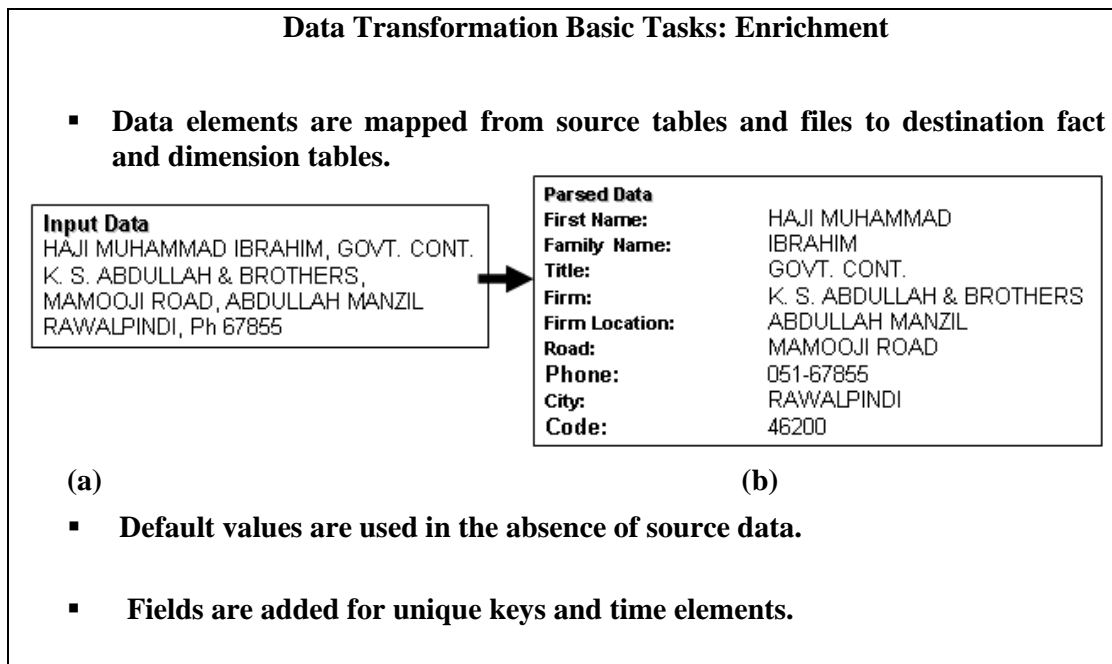 Data Transformation Basic Tasks: Enrichment
▪ Data elements are mapped from source tables and files to destination fact
and dimension tables.
Input Data
HAJI MUHAMMAD IBRAHIM, GOVT. CONT.
K. S. ABDULLAH & BROTHERS,
MAMOOJI ROAD, ABDULLAH MANZIL
RAWALPINDI, Ph 67855
Parsed Data
First Name: HAJI MUHAMMAD
Family Name: IBRAHIM
Title: GOVT. CONT.
Firm: K. S. ABDULLAH & BROTHERS
Firm Location: ABDULLAH MANZIL
Road: MAMOOJI ROAD
Phone: 051-67855
City: RAWALPINDI
Code: 46200
(a) (b)
▪ Default values are used in the absence of source data.
▪ Fields are added for unique keys and time elements.